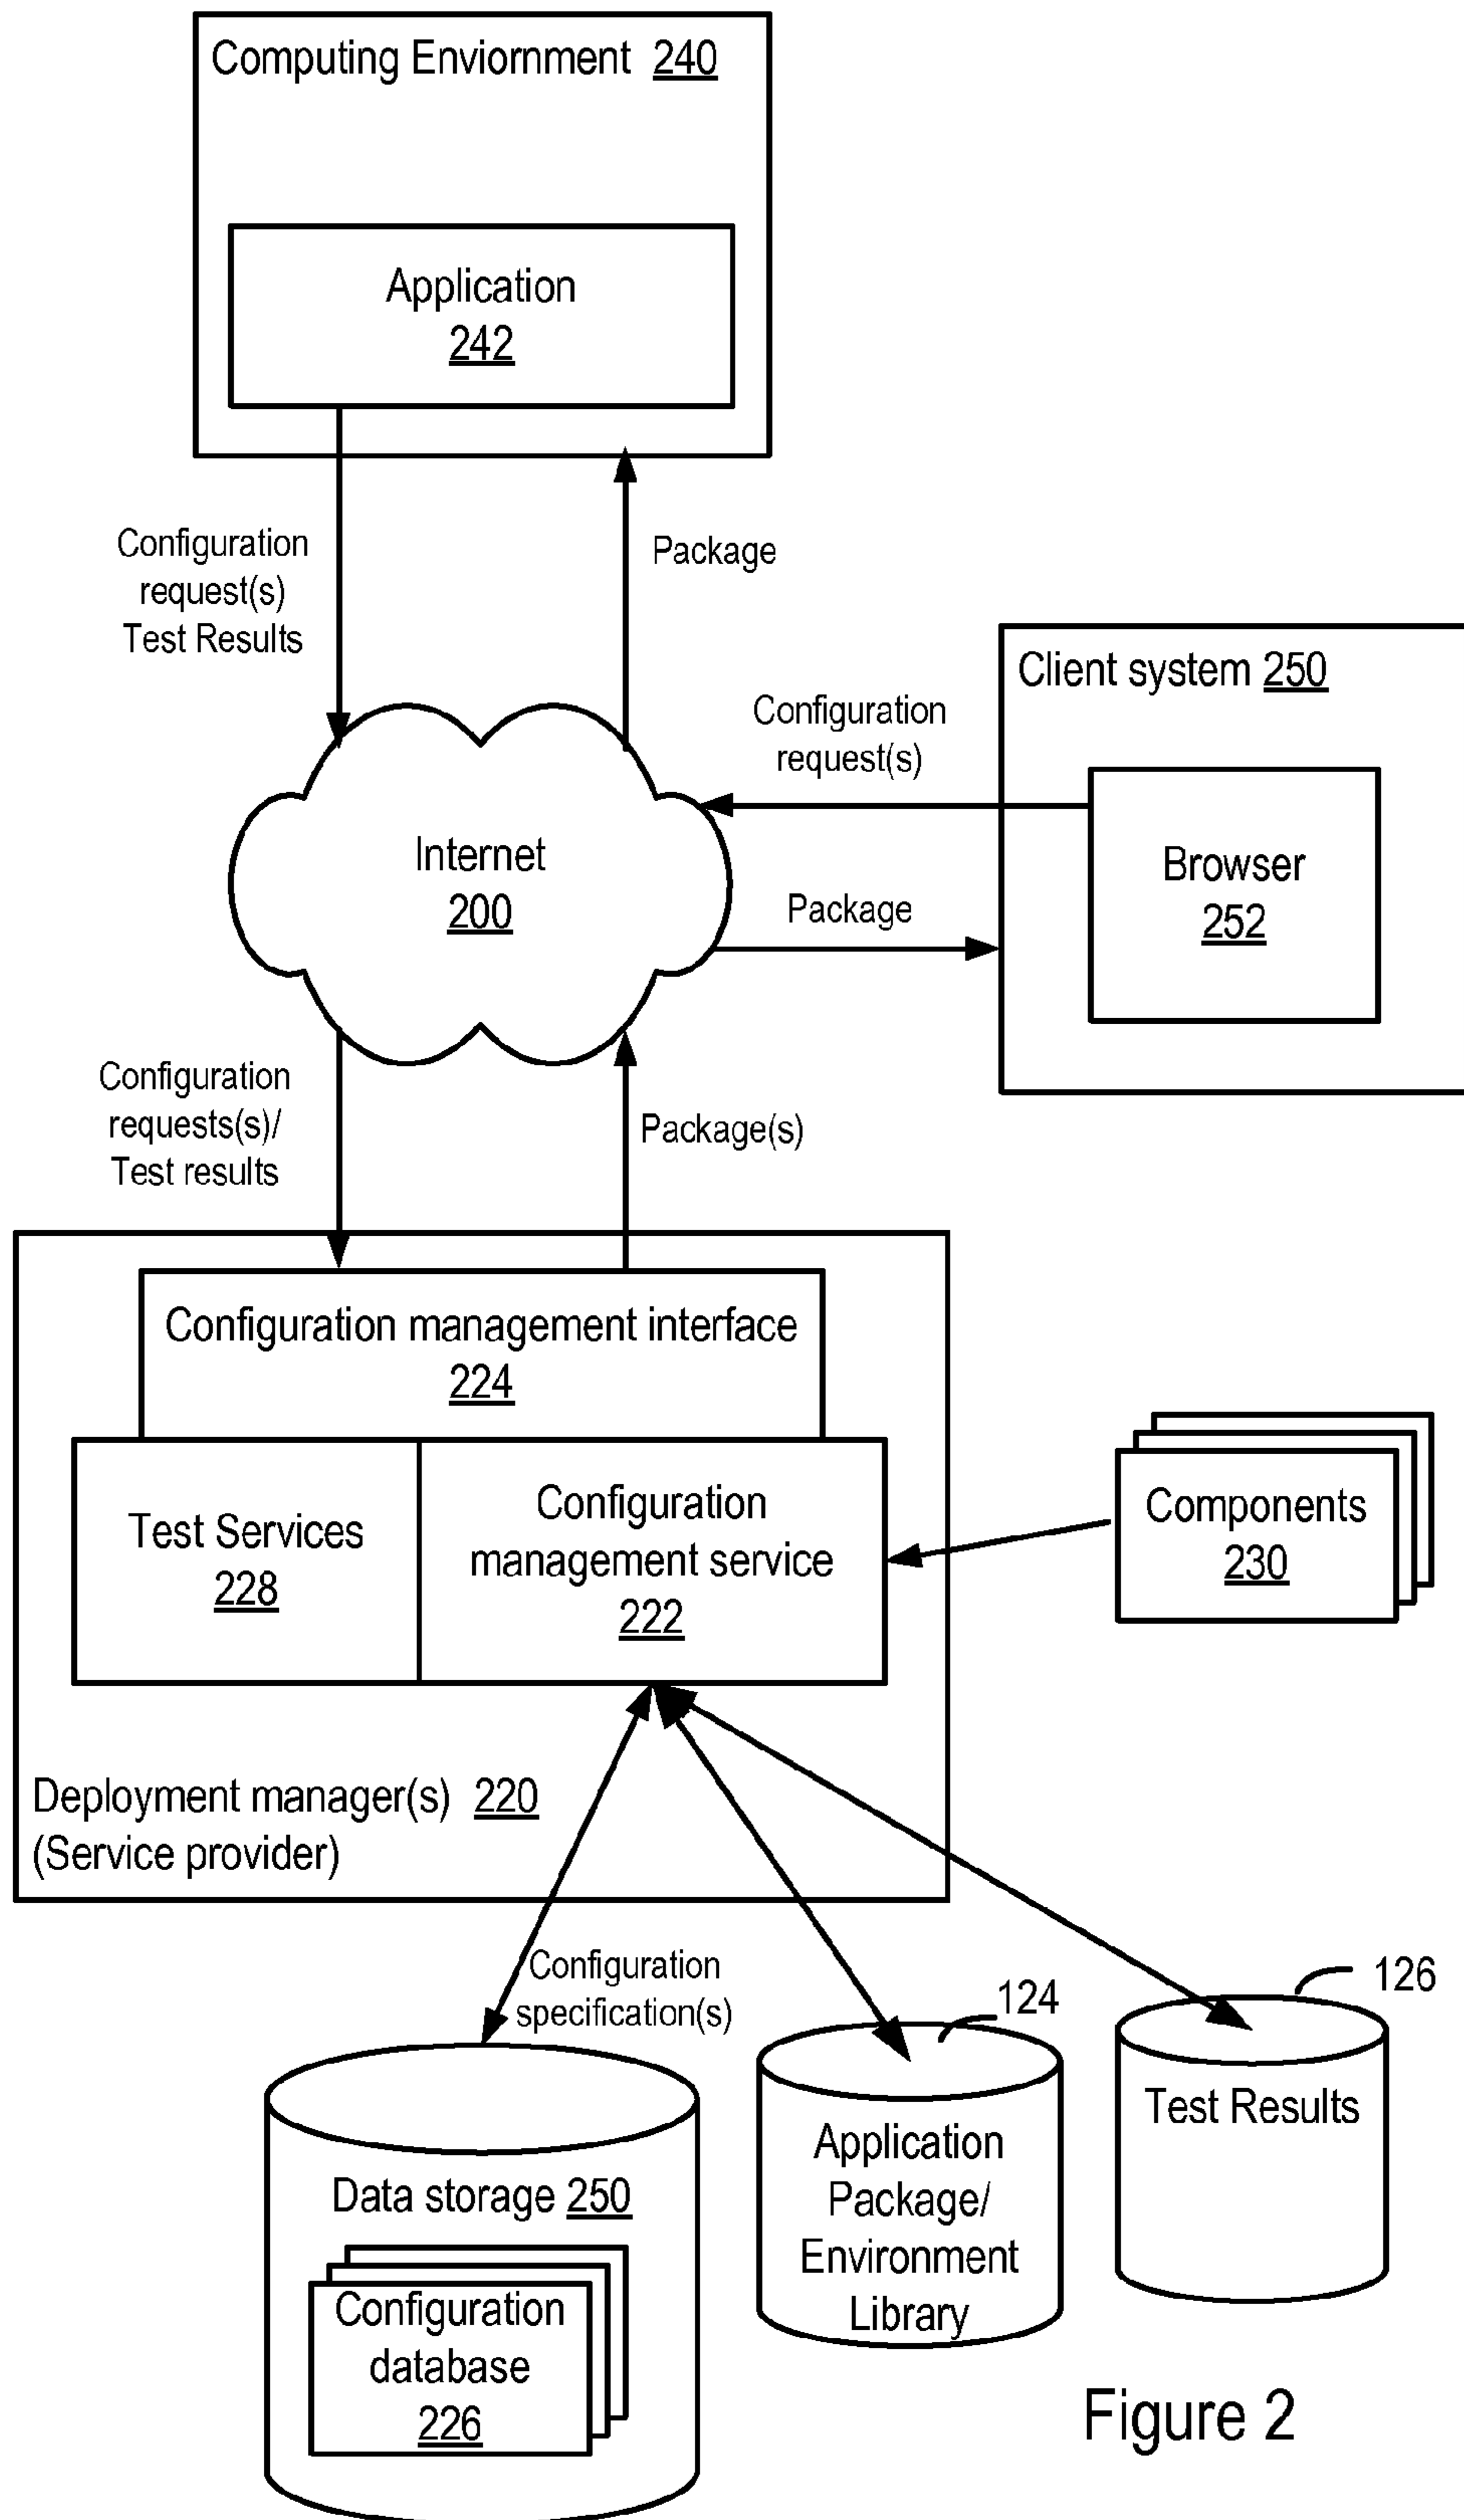 Computing Enviornment 240
Application
242
Configuration
request(s)
Test Results
Package
Client system 250
Configuration
request(s)
Browser
252
Internet
200
Package
Configuration
requests(s)/
Test results
Package(s)
Configuration management interface
224
Test Services
228
Configuration
management service
222
Components
230
Deployment manager(s) 220
(Service provider)
Configuration
specification(s)
124
126
Data storage 250
Configuration
database
226
Application
Package/
Environment
Library
Test Results
Figure 2